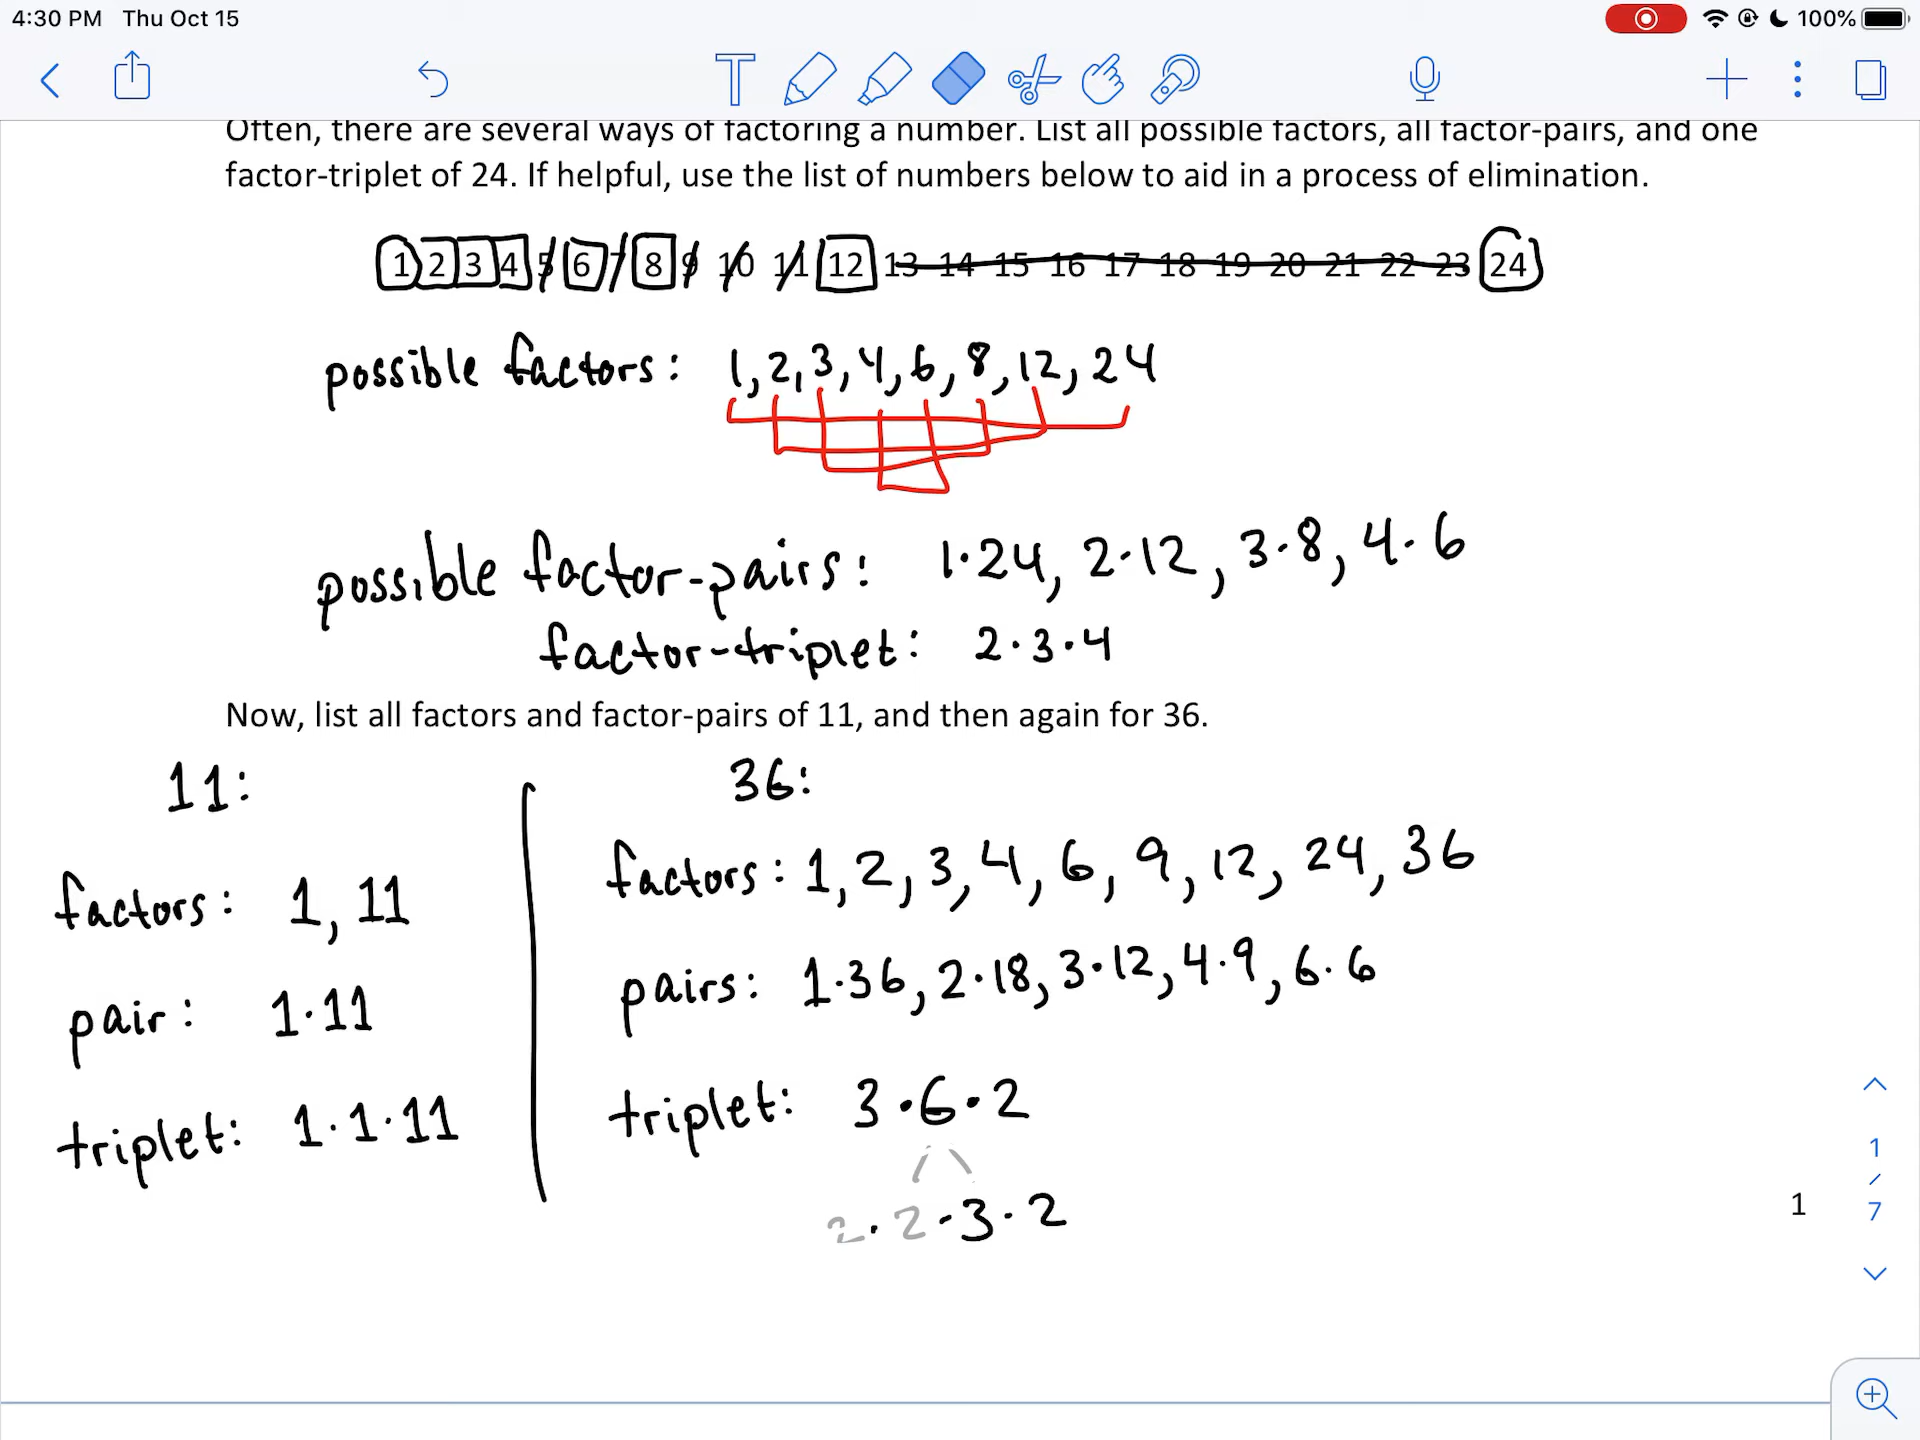 4:30 PM Thu Oct 15 100%
Often, there are several ways of factoring a number. List all possible factors, all factor-pairs, and one
factor-triplet of 24. If helpful, use the list of numbers below to aid in a process of elimination.
1 2 3 4 5 6 7 8 9 10 11 12 13 14 15 16 17 18 19 20 21 22 23 24
possible factors: 1, 2, 3, 4, 6, 8, 12, 24
possible factor-pairs: 1·24, 2·12, 3·8, 4·6
factor-triplet: 2·3·4
Now, list all factors and factor-pairs of 11, and then again for 36.
11:
factors: 1, 11
pair: 1·11
triplet: 1·1·11
36:
factors: 1, 2, 3, 4, 6, 9, 12, 24, 36
pairs: 1·36, 2·18, 3·12, 4·9, 6·6
triplet: 3·6·2
2·2·3·2
1
1
/
7